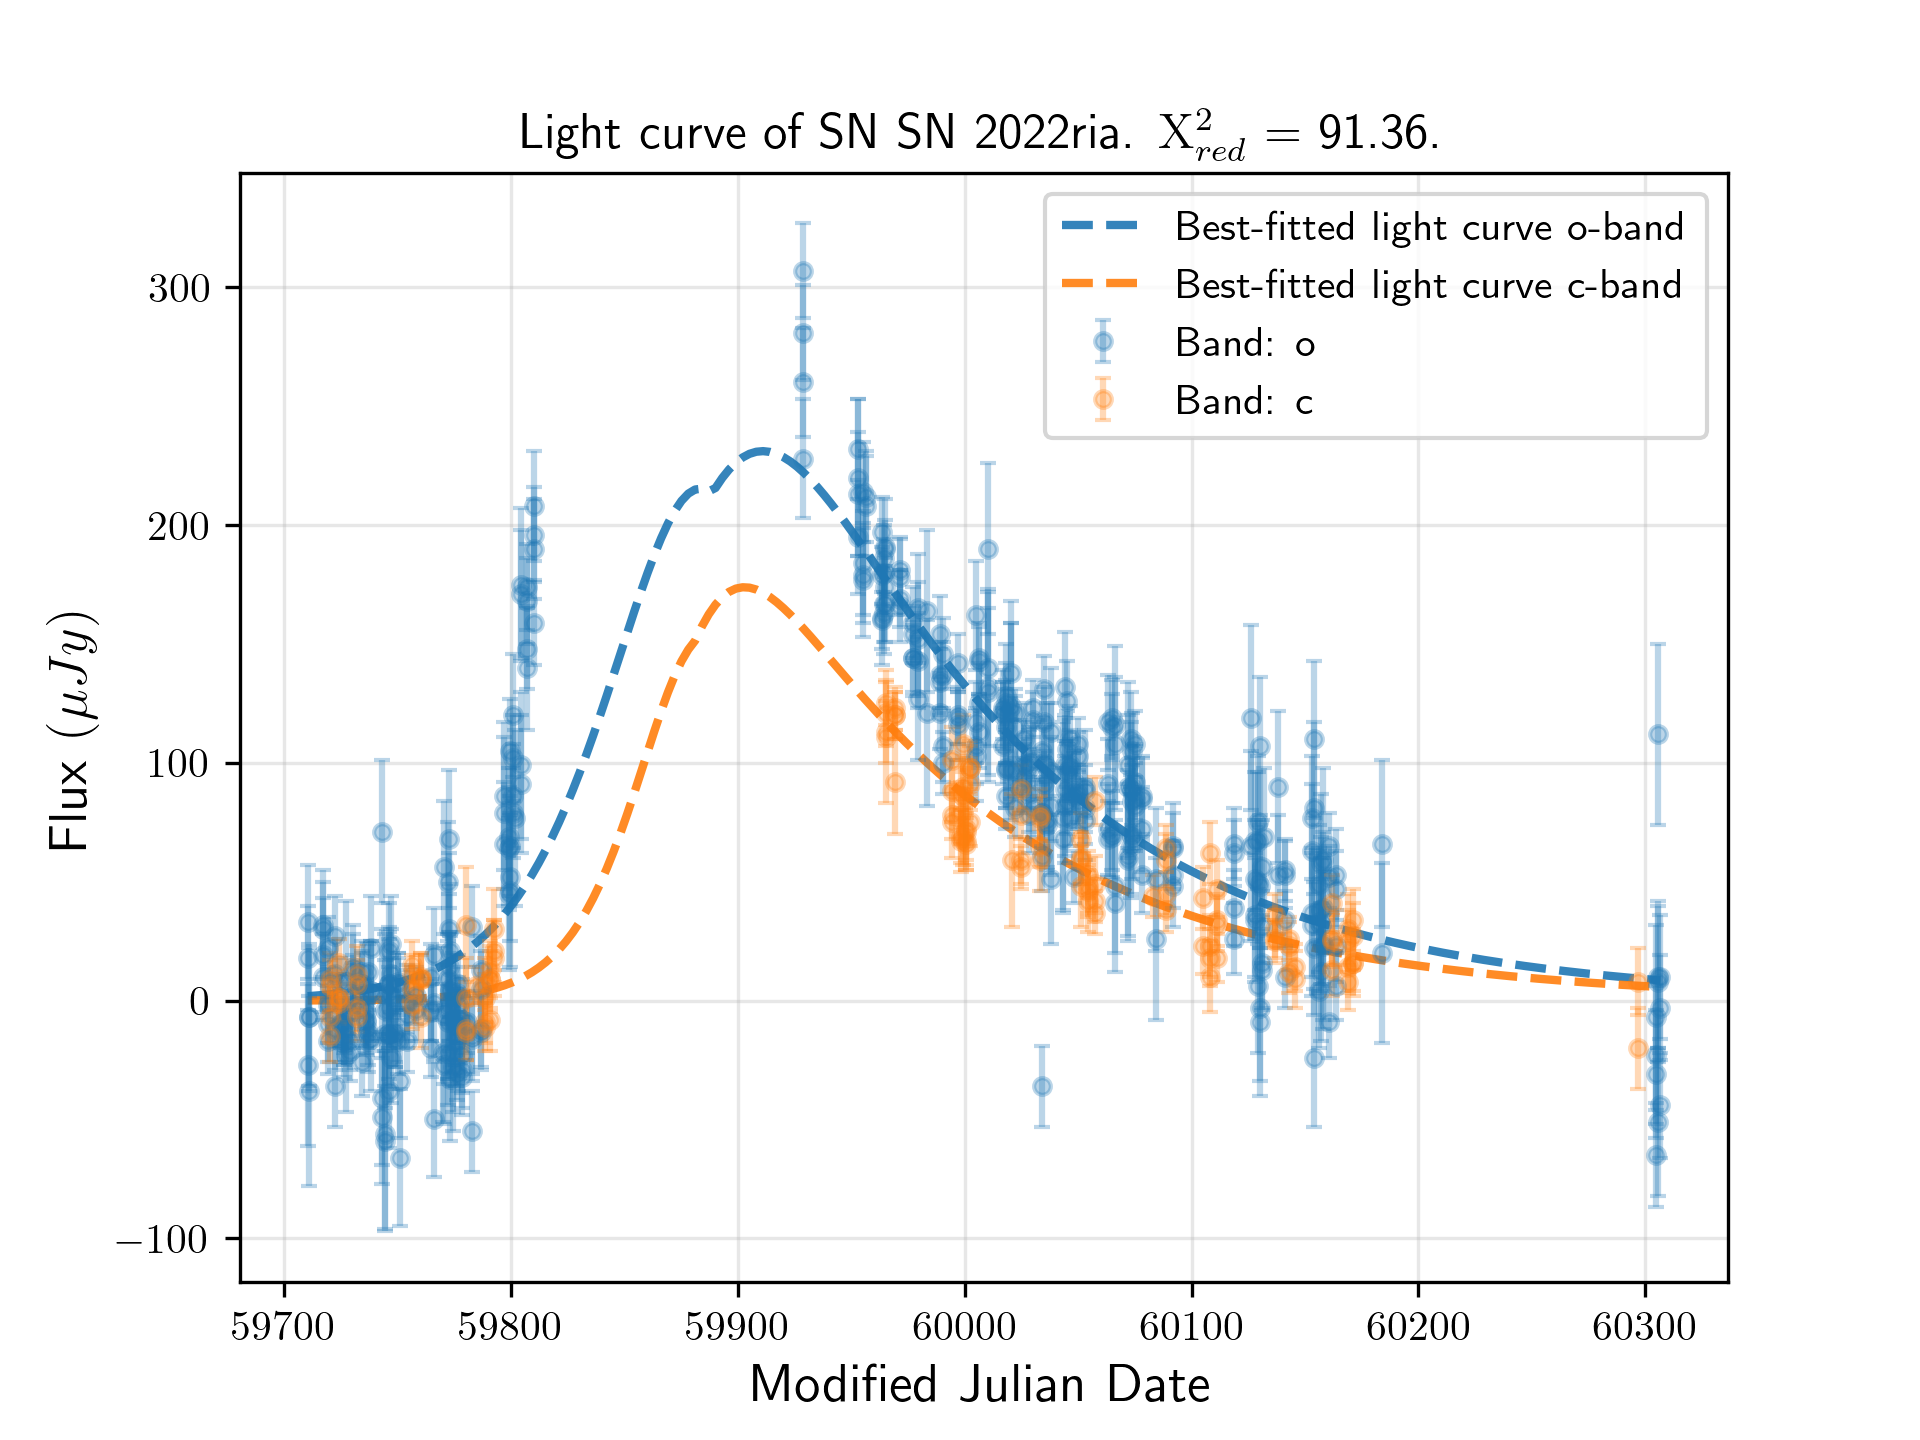 Light curve of SN SN 2022ria. X²_red = 91.36.
Best-fitted light curve o-band
Best-fitted light curve c-band
Band: o
Band: c
Flux (μJy)
300
200
100
0
−100
59700 59800 59900 60000 60100 60200 60300
Modified Julian Date